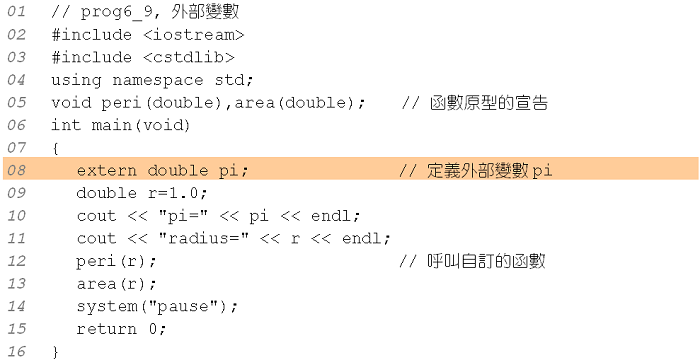 01 // prog6_9, 外部變數
02 #include <iostream>
03 #include <cstdlib>
04 using namespace std;
05 void peri(double),area(double); // 函數原型的宣告
06 int main(void)
07 {
08 extern double pi; // 定義外部變數pi
09 double r=1.0;
10 cout << "pi=" << pi << endl;
11 cout << "radius=" << r << endl;
12 peri(r); // 呼叫自訂的函數
13 area(r);
14 system("pause");
15 return 0;
16 }